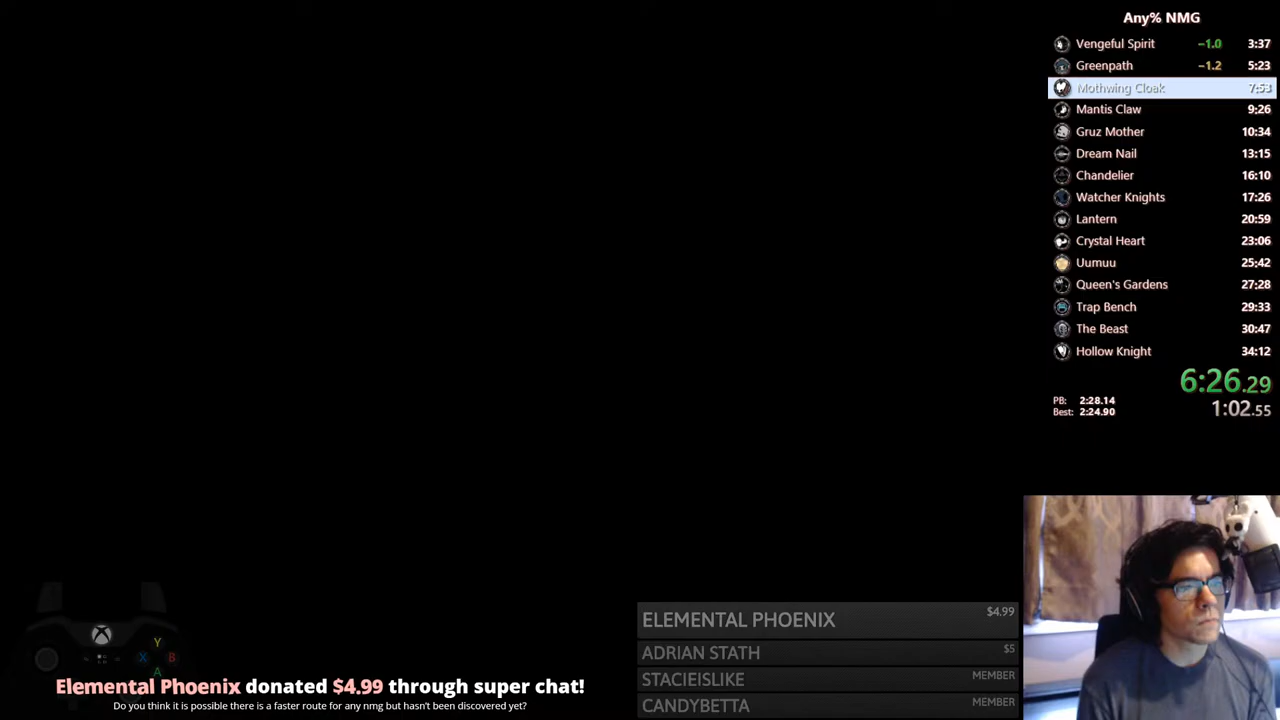 Any% NMG
Vengeful Spirit −1.0 3:37
Greenpath −1.2 5:23
Mothwing Cloak 7:53
Mantis Claw 9:26
Gruz Mother 10:34
Dream Nail 13:15
Chandelier 16:10
Watcher Knights 17:26
Lantern 20:59
Crystal Heart 23:06
Uumuu 25:42
Queen's Gardens 27:28
Trap Bench 29:33
The Beast 30:47
Hollow Knight 34:12
6:26.29
PB: 2:28.14
Best: 2:24.90
1:02.55
Y
X B
A
ELEMENTAL PHOENIX $4.99
ADRIAN STATH $5
STACIEISLIKE MEMBER
CANDYBETTA MEMBER
Elemental Phoenix donated $4.99 through super chat!
Do you think it is possible there is a faster route for any nmg but hasn't been discovered yet?